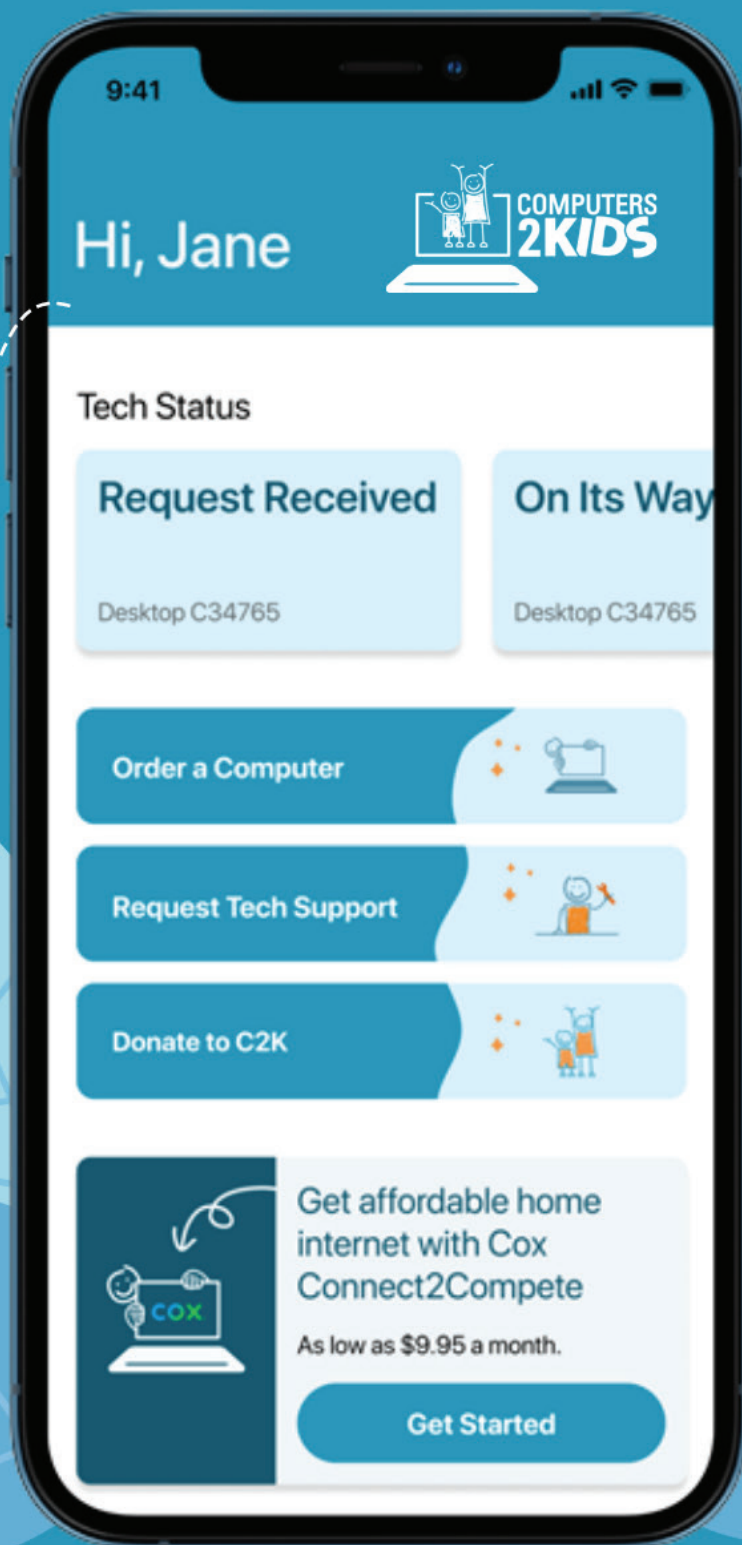 9:41
Hi, Jane
COMPUTERS
2KIDS
Tech Status
Request Received
Desktop C34765
On Its Way
Desktop C34765
Order a Computer
Request Tech Support
Donate to C2K
COX
Get affordable home
internet with Cox
Connect2Compete
As low as $9.95 a month.
Get Started